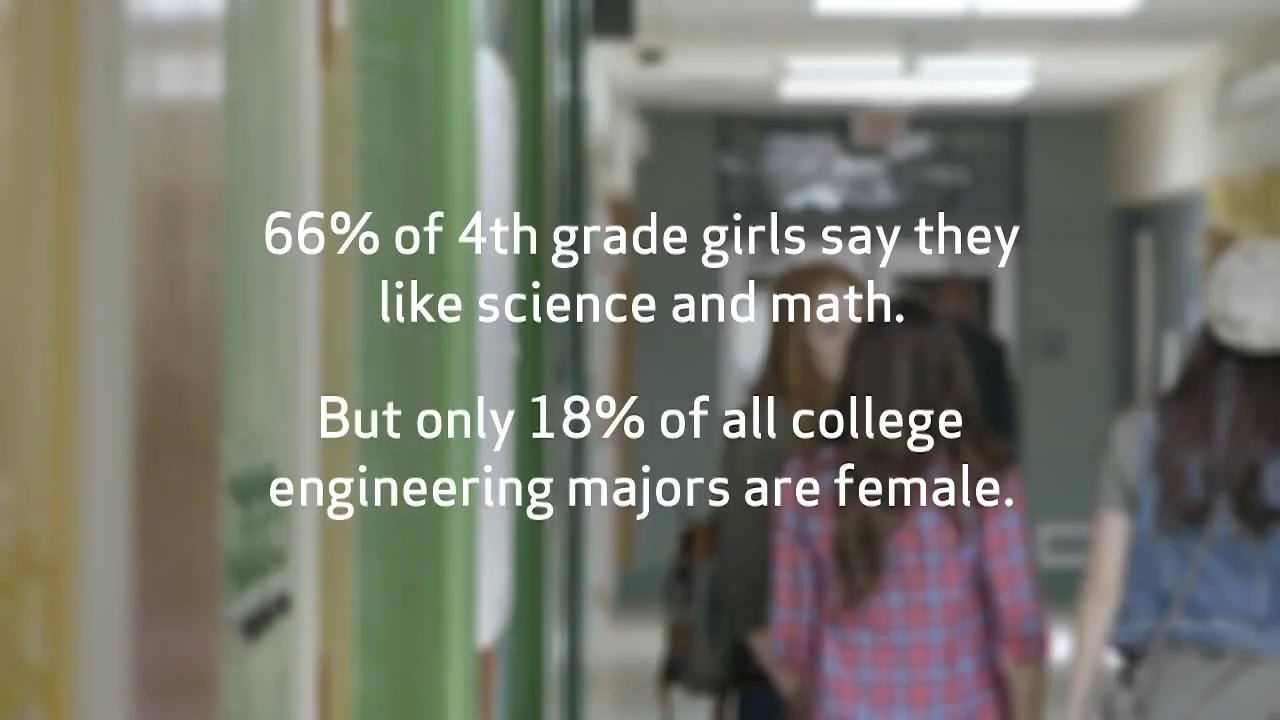 66% of 4th grade girls say they
like science and math.
But only 18% of all college
engineering majors are female.